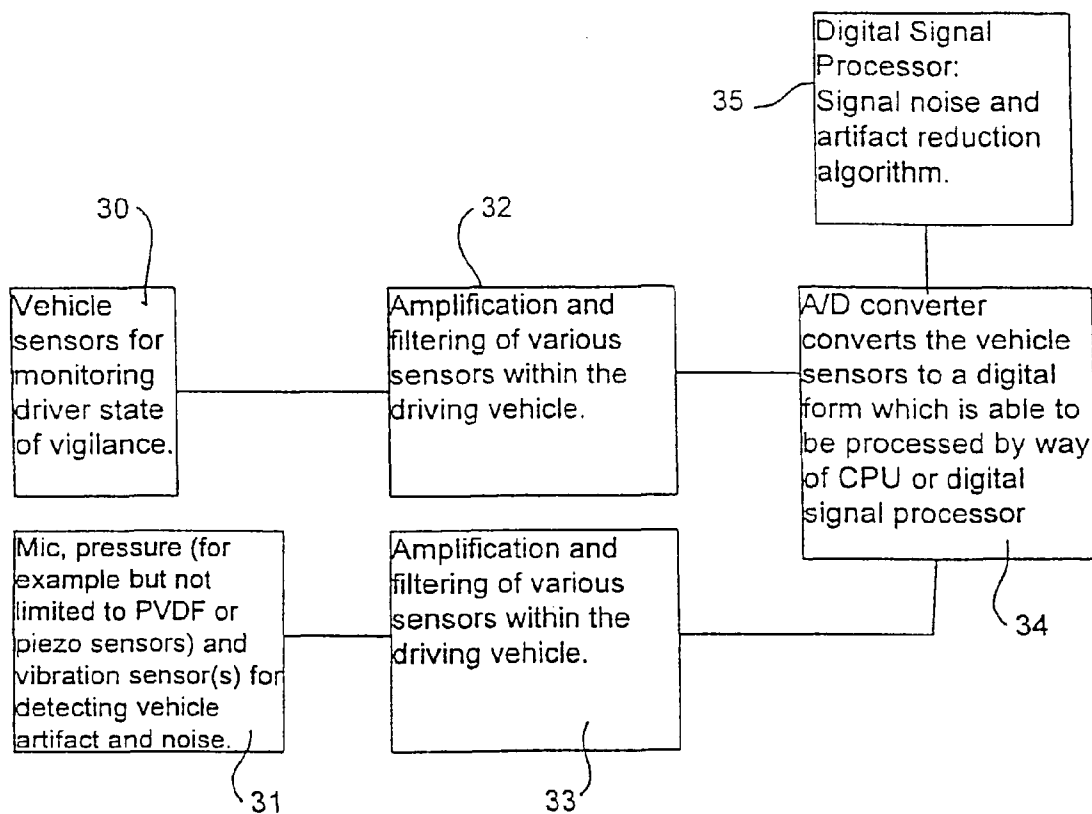 Digital Signal
Processor:
Signal noise and
artifact reduction
algorithm.
35
30
32
Vehicle
sensors for
monitoring
driver state
of vigilance.
Amplification and
filtering of various
sensors within the
driving vehicle.
A/D converter
converts the vehicle
sensors to a digital
form which is able to
be processed by way
of CPU or digital
signal processor
34
Mic, pressure (for
example but not
limited to PVDF or
piezo sensors) and
vibration sensor(s) for
detecting vehicle
artifact and noise.
31
Amplification and
filtering of various
sensors within the
driving vehicle.
33